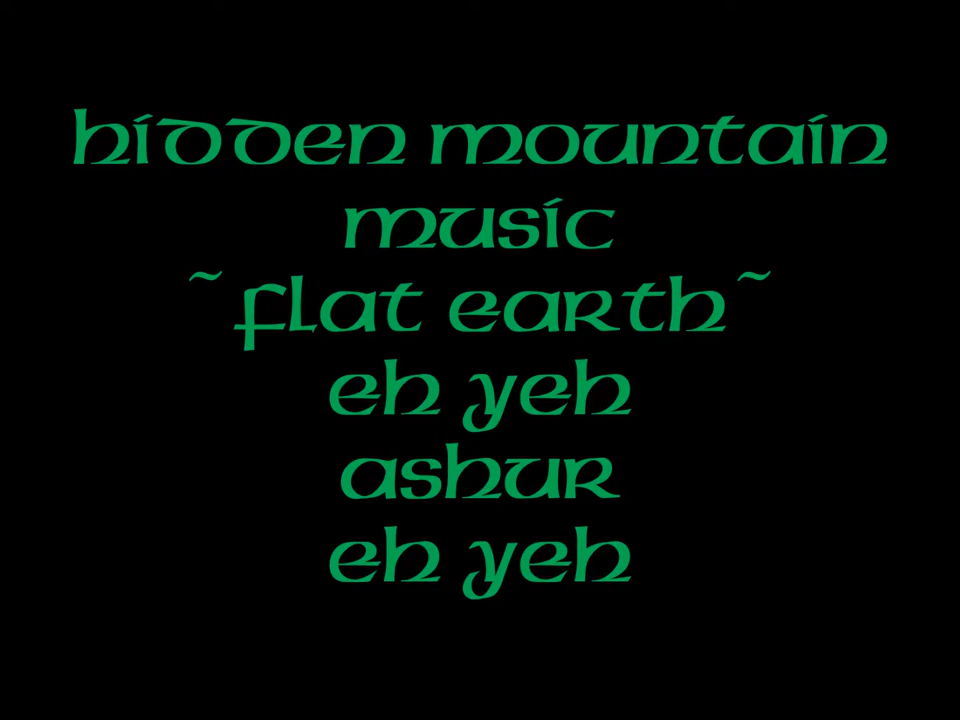 hidden mountain
music
~flat earth~
eh yeh
ashur
eh yeh